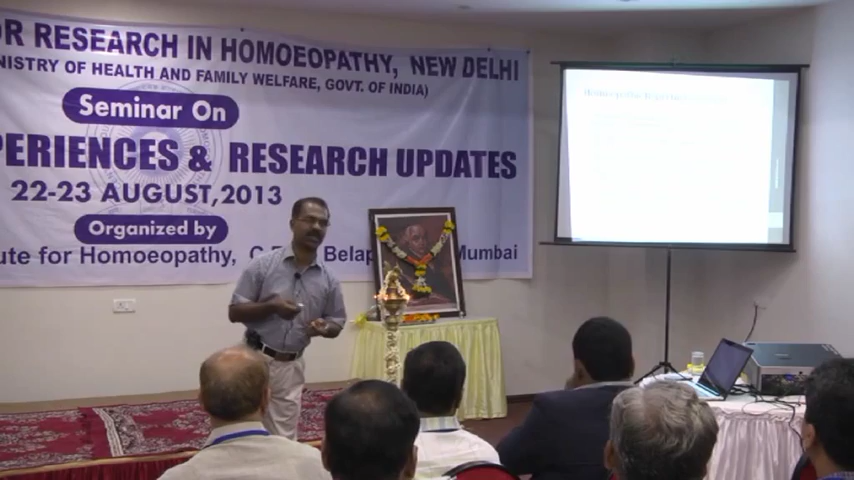 OR RESEARCH IN HOMOEOPATHY, NEW DELHI
NISTRY OF HEALTH AND FAMILY WELFARE, GOVT. OF INDIA)
Seminar On
PERIENCES & RESEARCH UPDATES
22-23 AUGUST, 2013
Organized by
ute for Homoeopathy, C Belap Mumbai